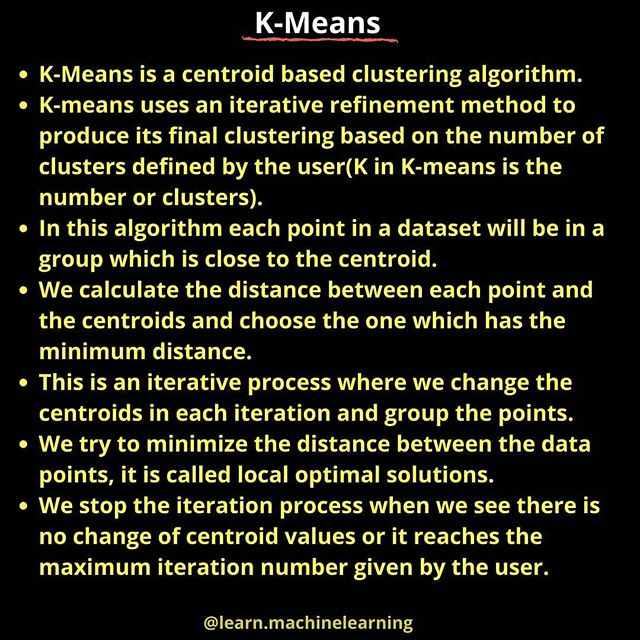 K-Means
• K-Means is a centroid based clustering algorithm.
• K-means uses an iterative refinement method to
produce its final clustering based on the number of
clusters defined by the user(K in K-means is the
number or clusters).
• In this algorithm each point in a dataset will be in a
group which is close to the centroid.
• We calculate the distance between each point and
the centroids and choose the one which has the
minimum distance.
• This is an iterative process where we change the
centroids in each iteration and group the points.
• We try to minimize the distance between the data
points, it is called local optimal solutions.
• We stop the iteration process when we see there is
no change of centroid values or it reaches the
maximum iteration number given by the user.
@learn.machinelearning